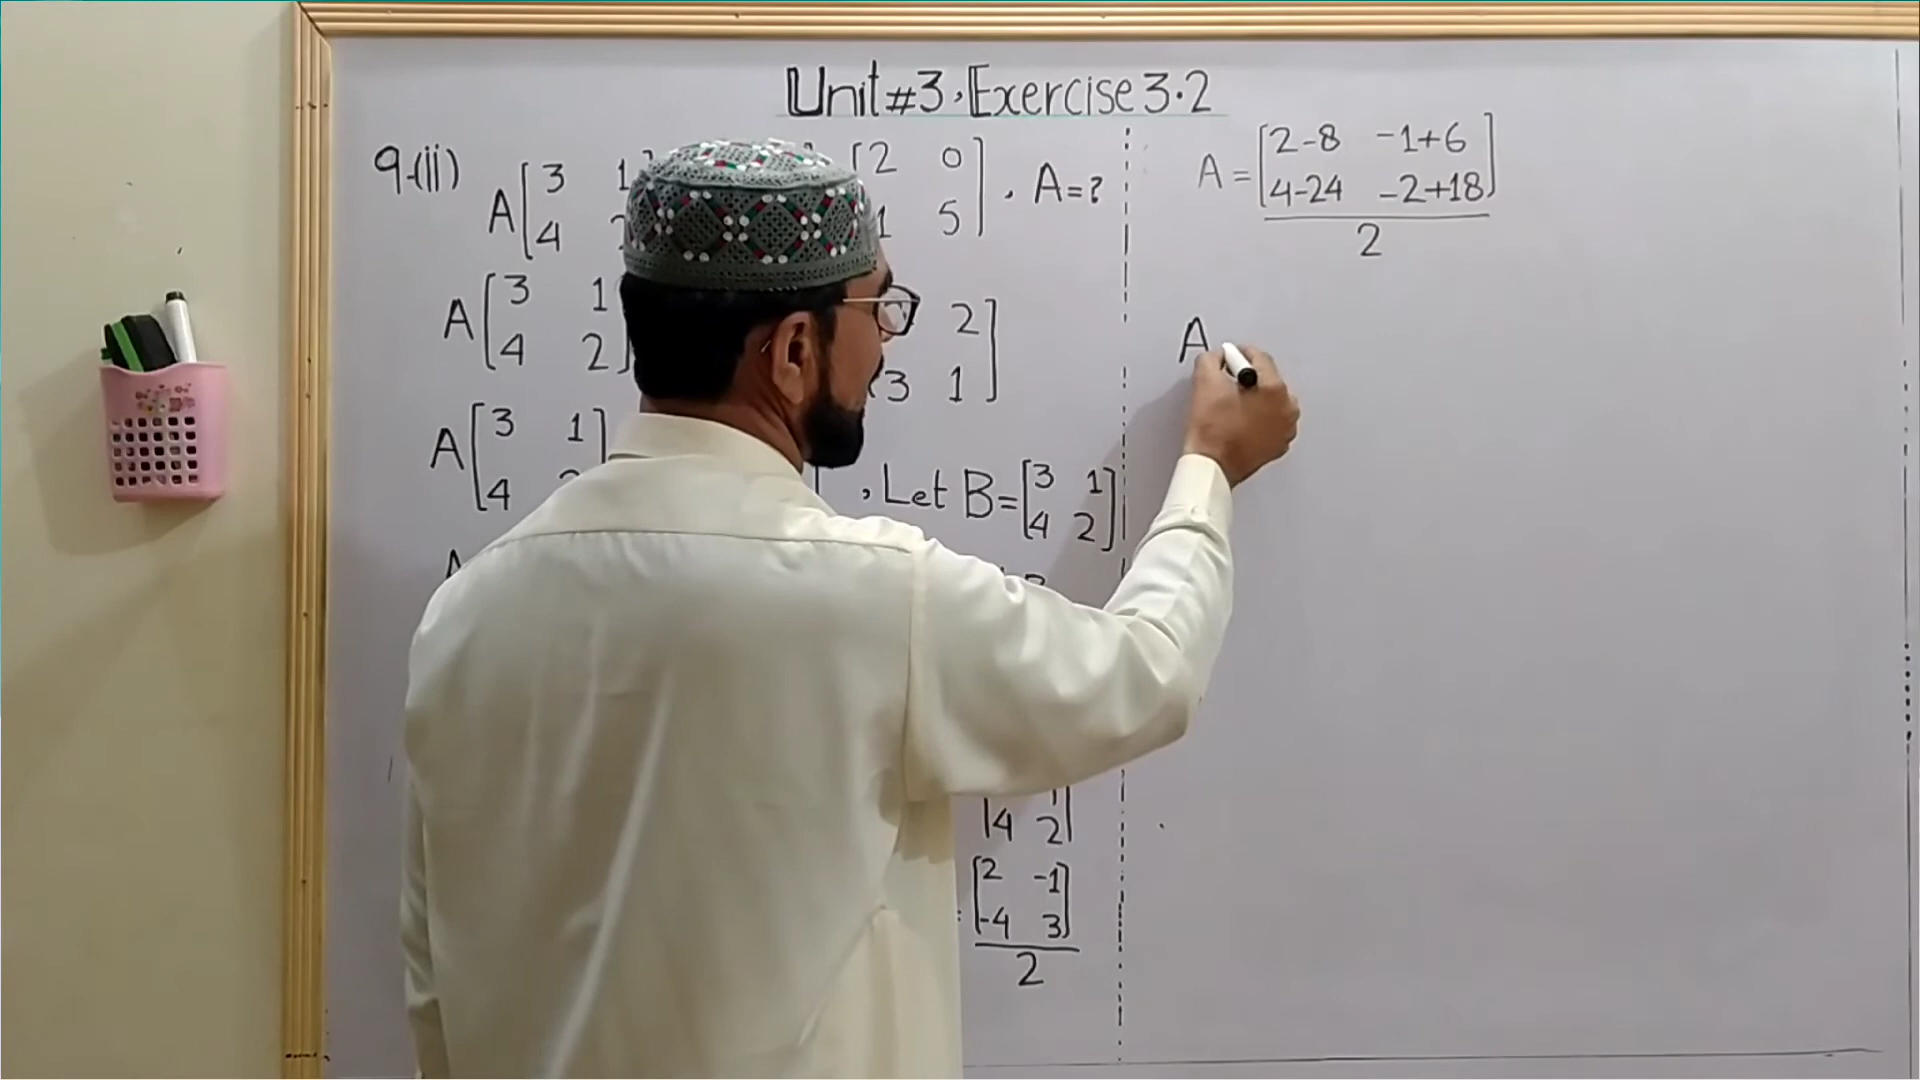 Unit#3, Exercise 3.2
9.(ii) A[3 1
4
2 0
1 5] , A=?
A[3 1
4 2]
2
3 1]
A[3 1]
4
, Let B=[3 1
4 2]
A
4 2|
[2 -1
-4 3]
2
A=[2-8 -1+6
4-24 -2+18]
2
A